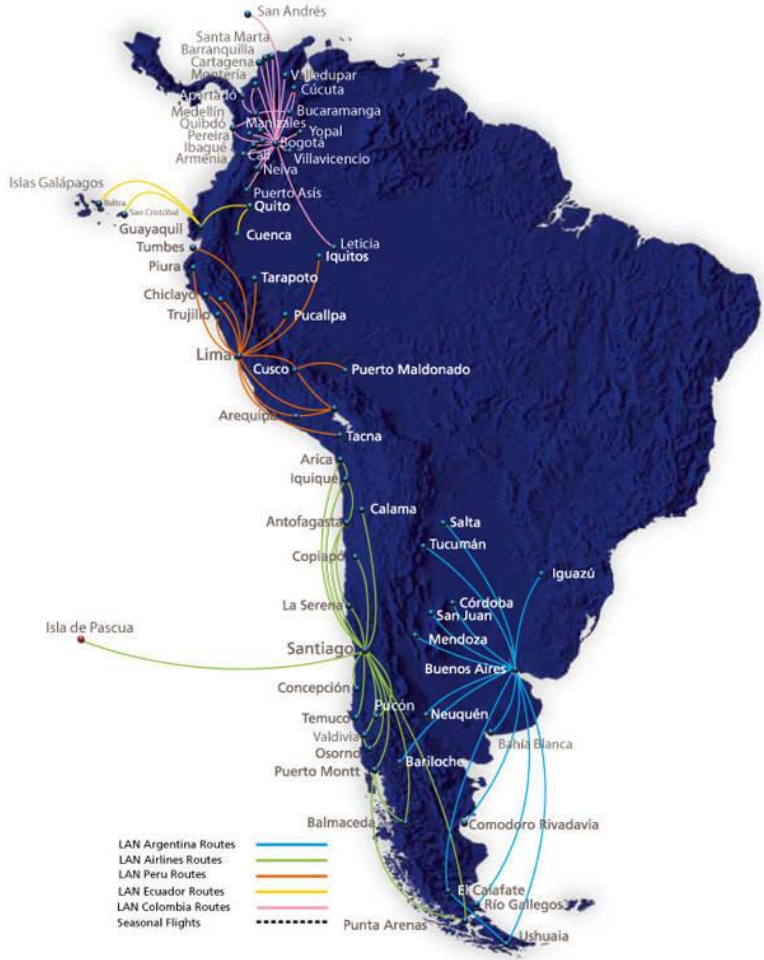 San Andrés
Santa Marta
Barranquilla
Cartagena
Montería
Valledupar
Cúcuta
Apartadó
Medellín
Bucaramanga
Quibdó
Manizales
Yopal
Pereira
Bogotá
Ibagué
Cali
Villavicencio
Armenia
Neiva
Islas Galápagos
Puerto Asís
Baltra
San Cristóbal
Quito
Guayaquil
Cuenca
Tumbes
Leticia
Iquitos
Piura
Tarapoto
Chiclayo
Trujillo
Pucallpa
Lima
Cusco
Puerto Maldonado
Arequipa
Tacna
Arica
Iquique
Calama
Antofagasta
Salta
Tucumán
Copiapó
Iguazú
La Serena
Córdoba
San Juan
Isla de Pascua
Mendoza
Santiago
Buenos Aires
Concepción
Pucón
Neuquén
Temuco
Valdivia
Bahía Blanca
Osorno
Bariloche
Puerto Montt
Balmaceda
Comodoro Rivadavia
LAN Argentina Routes
LAN Airlines Routes
LAN Peru Routes
LAN Ecuador Routes
LAN Colombia Routes
Seasonal Flights
El Calafate
Río Gallegos
Punta Arenas
Ushuaia